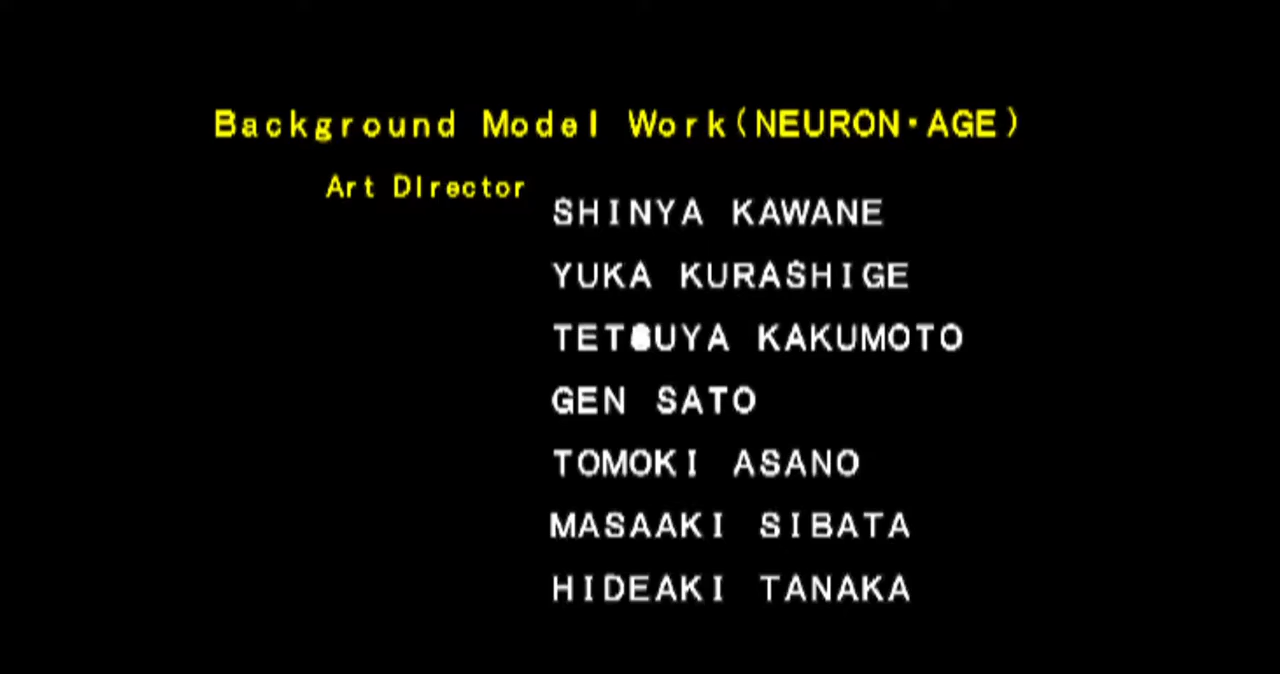 Background Model Work(NEURON・AGE)
Art Director
SHINYA KAWANE
YUKA KURASHIGE
TETSUYA KAKUMOTO
GEN SATO
TOMOKI ASANO
MASAAKI SIBATA
HIDEAKI TANAKA